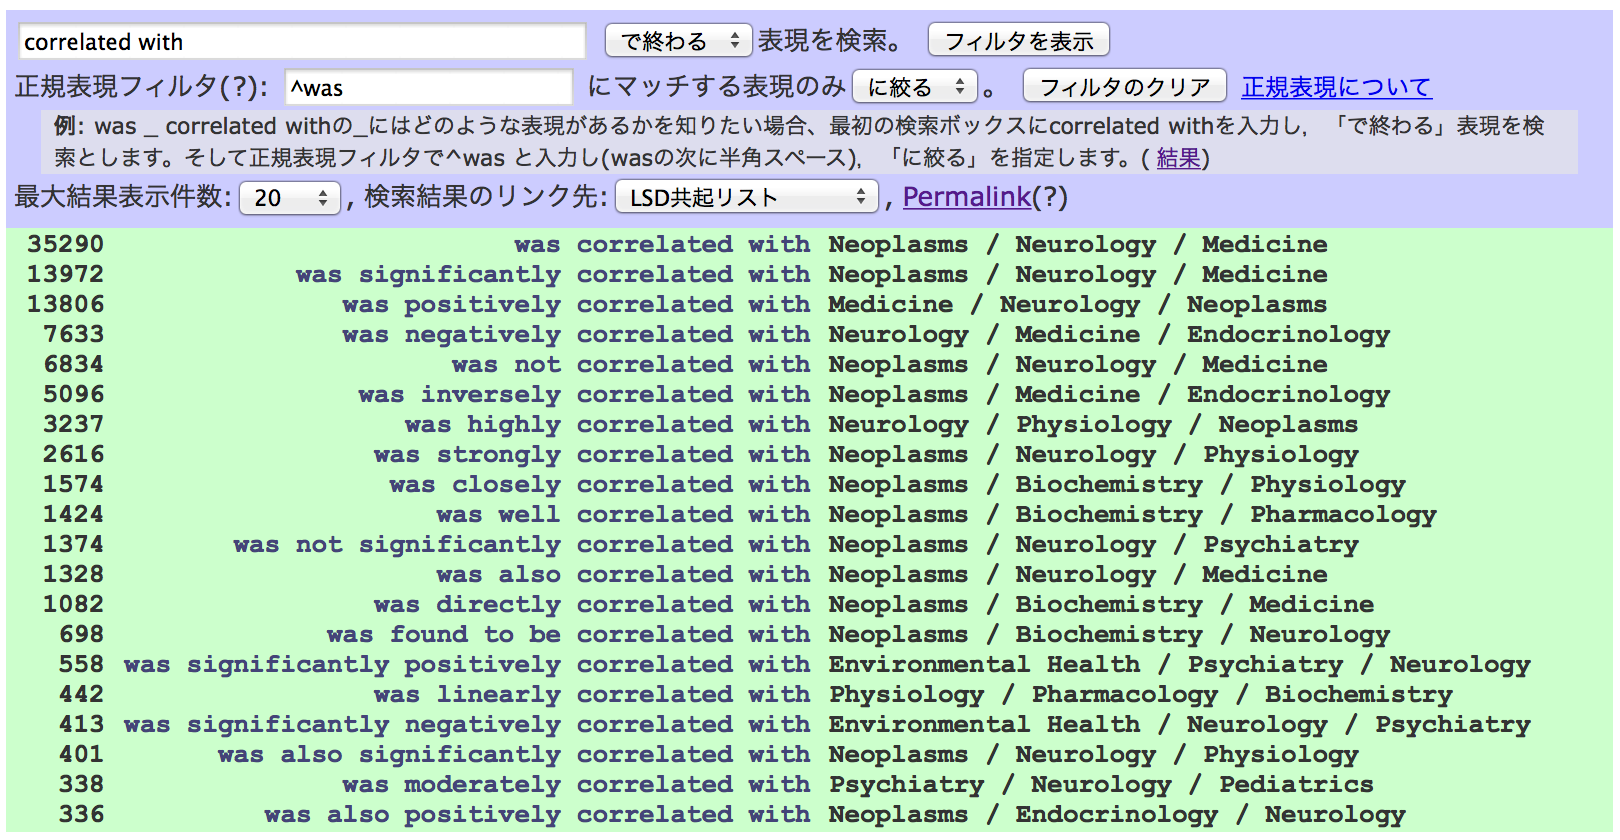 correlated with で終わる 表現を検索。 フィルタを表示
正規表現フィルタ(?): ^was にマッチする表現のみ に絞る 。 フィルタのクリア 正規表現について
例: was _ correlated withの_にはどのような表現があるかを知りたい場合、最初の検索ボックスにcorrelated withを入力し， 「で終わる」表現を検
索とします。そして正規表現フィルタで^was と入力し(wasの次に半角スペース)， 「に絞る」を指定します。( 結果)
最大結果表示件数: 20 , 検索結果のリンク先: LSD共起リスト , Permalink(?)
35290 was correlated with Neoplasms / Neurology / Medicine
13972 was significantly correlated with Neoplasms / Neurology / Medicine
13806 was positively correlated with Medicine / Neurology / Neoplasms
7633 was negatively correlated with Neurology / Medicine / Endocrinology
6834 was not correlated with Neoplasms / Neurology / Medicine
5096 was inversely correlated with Neoplasms / Medicine / Endocrinology
3237 was highly correlated with Neurology / Physiology / Neoplasms
2616 was strongly correlated with Neoplasms / Neurology / Physiology
1574 was closely correlated with Neoplasms / Biochemistry / Physiology
1424 was well correlated with Neoplasms / Biochemistry / Pharmacology
1374 was not significantly correlated with Neoplasms / Neurology / Psychiatry
1328 was also correlated with Neoplasms / Neurology / Medicine
1082 was directly correlated with Neoplasms / Biochemistry / Medicine
698 was found to be correlated with Neoplasms / Biochemistry / Neurology
558 was significantly positively correlated with Environmental Health / Psychiatry / Neurology
442 was linearly correlated with Physiology / Pharmacology / Biochemistry
413 was significantly negatively correlated with Environmental Health / Neurology / Psychiatry
401 was also significantly correlated with Neoplasms / Neurology / Physiology
338 was moderately correlated with Psychiatry / Neurology / Pediatrics
336 was also positively correlated with Neoplasms / Endocrinology / Neurology